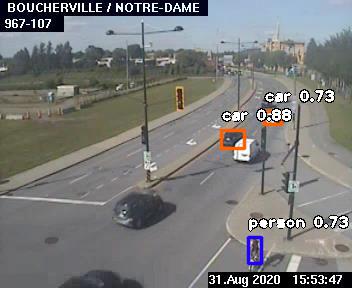 BOUCHERVILLE / NOTRE-DAME
967-107
car 0.73
car 0.88
person 0.73
31.Aug 2020 15:53:47